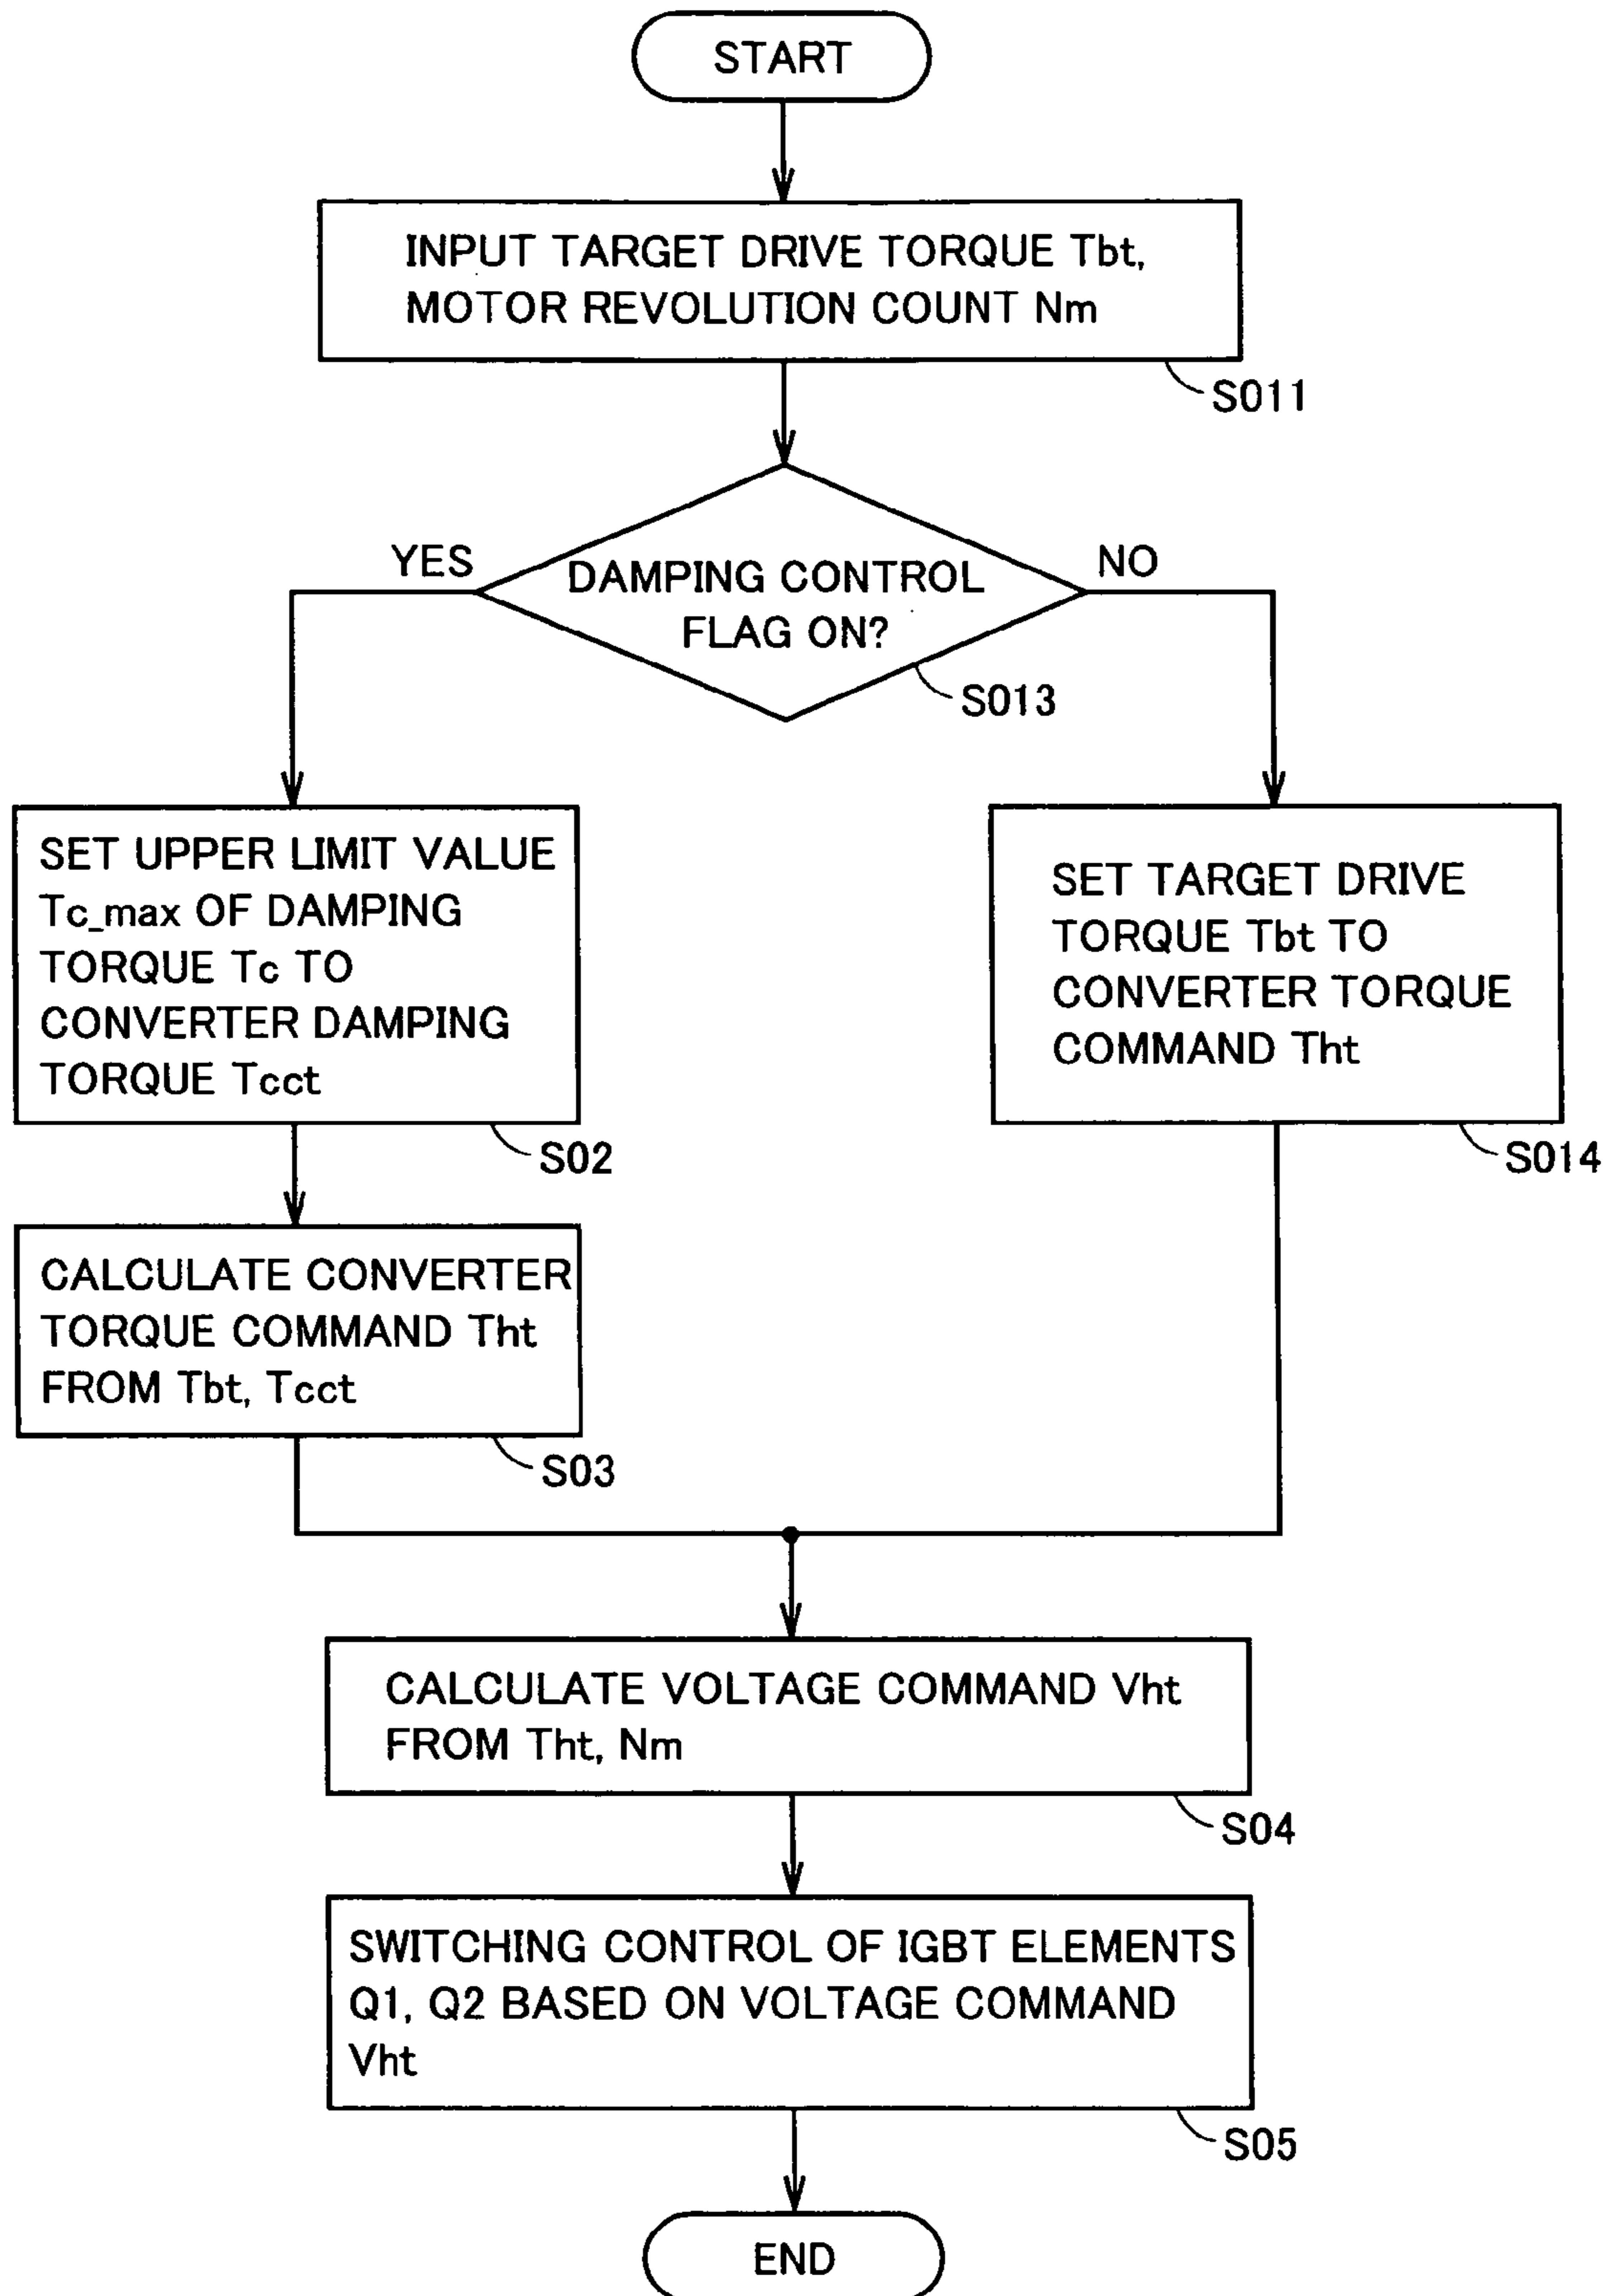 START
INPUT TARGET DRIVE TORQUE Tbt,
MOTOR REVOLUTION COUNT Nm
S011
YES
NO
DAMPING CONTROL
FLAG ON?
S013
SET UPPER LIMIT VALUE
Tc_max OF DAMPING
TORQUE Tc TO
CONVERTER DAMPING
TORQUE Tcct
S02
SET TARGET DRIVE
TORQUE Tbt TO
CONVERTER TORQUE
COMMAND Tht
S014
CALCULATE CONVERTER
TORQUE COMMAND Tht
FROM Tbt, Tcct
S03
CALCULATE VOLTAGE COMMAND Vht
FROM Tht, Nm
S04
SWITCHING CONTROL OF IGBT ELEMENTS
Q1, Q2 BASED ON VOLTAGE COMMAND
Vht
S05
END